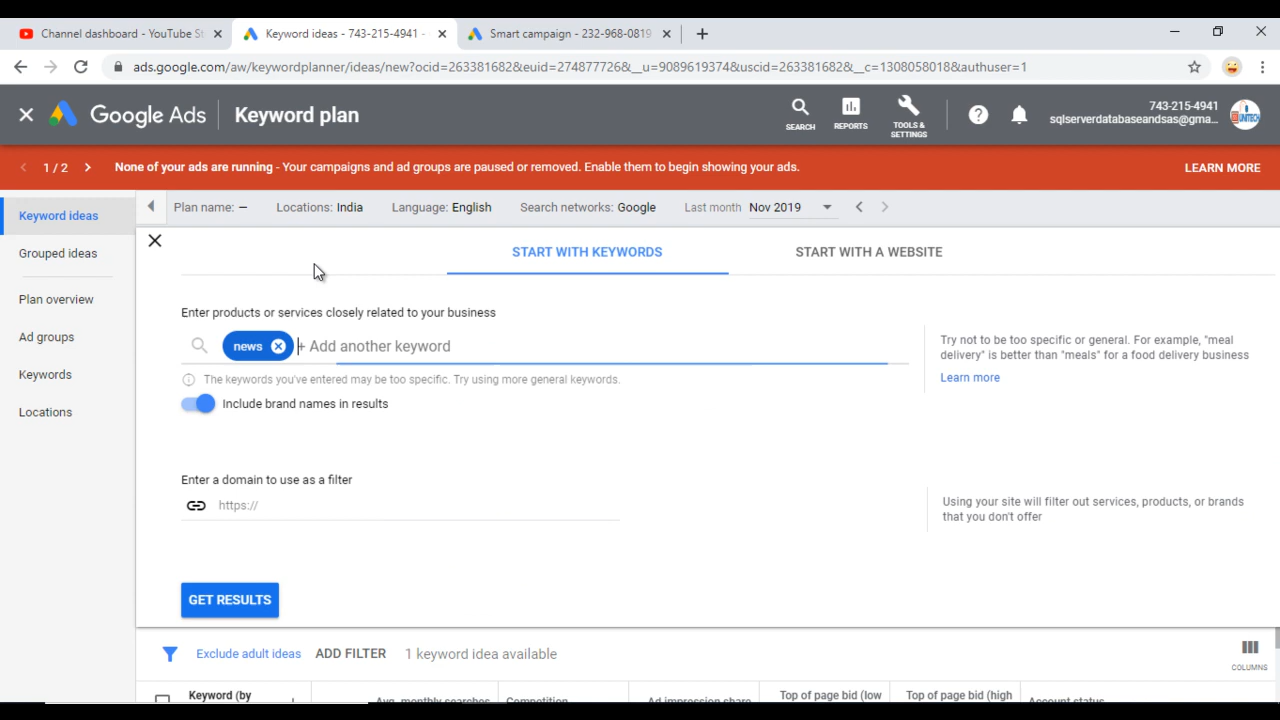 Channel dashboard - YouTube St
Keyword ideas - 743-215-4941 -
Smart campaign - 232-968-0819
ads.google.com/aw/keywordplanner/ideas/new?ocid=263381682&euid=274877726&__u=9089619374&uscid=263381682&__c=1308058018&authuser=1
Google Ads
Keyword plan
SEARCH
REPORTS
TOOLS &
SETTINGS
743-215-4941
sqlserverdatabaseandsas@gma...
1 / 2
None of your ads are running - Your campaigns and ad groups are paused or removed. Enable them to begin showing your ads.
LEARN MORE
Keyword ideas
Grouped ideas
Plan overview
Ad groups
Keywords
Locations
Plan name: –
Locations: India
Language: English
Search networks: Google
Last month Nov 2019
START WITH KEYWORDS
START WITH A WEBSITE
Enter products or services closely related to your business
news
+ Add another keyword
The keywords you've entered may be too specific. Try using more general keywords.
Include brand names in results
Try not to be too specific or general. For example, "meal
delivery" is better than "meals" for a food delivery business
Learn more
Enter a domain to use as a filter
https://
Using your site will filter out services, products, or brands
that you don't offer
GET RESULTS
Exclude adult ideas
ADD FILTER
1 keyword idea available
COLUMNS
Keyword (by
Avg. monthly searches
Competition
Ad impression share
Top of page bid (low
Top of page bid (high
Account status